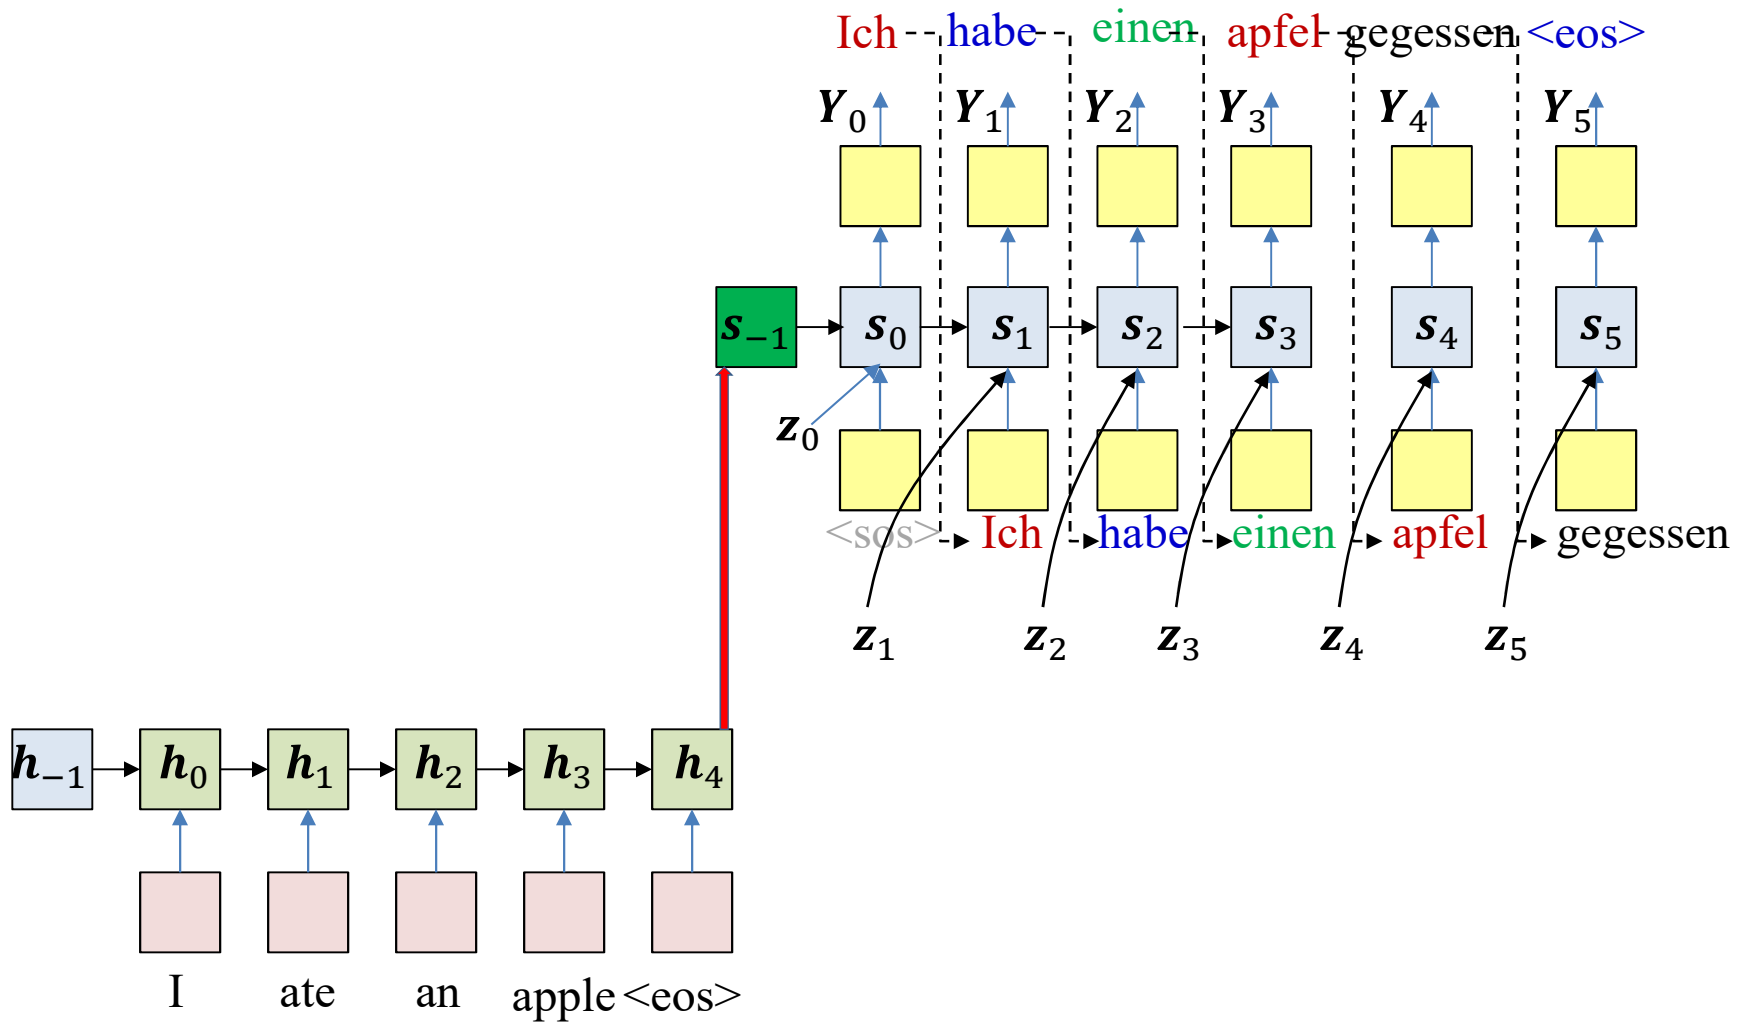 Ich habe einen apfel gegessen <eos>
Y0 Y1 Y2 Y3 Y4 Y5
s−1 s0 s1 s2 s3 s4 s5
z0
<sos> Ich habe einen apfel gegessen
z1 z2 z3 z4 z5
h−1 h0 h1 h2 h3 h4
I ate an apple <eos>